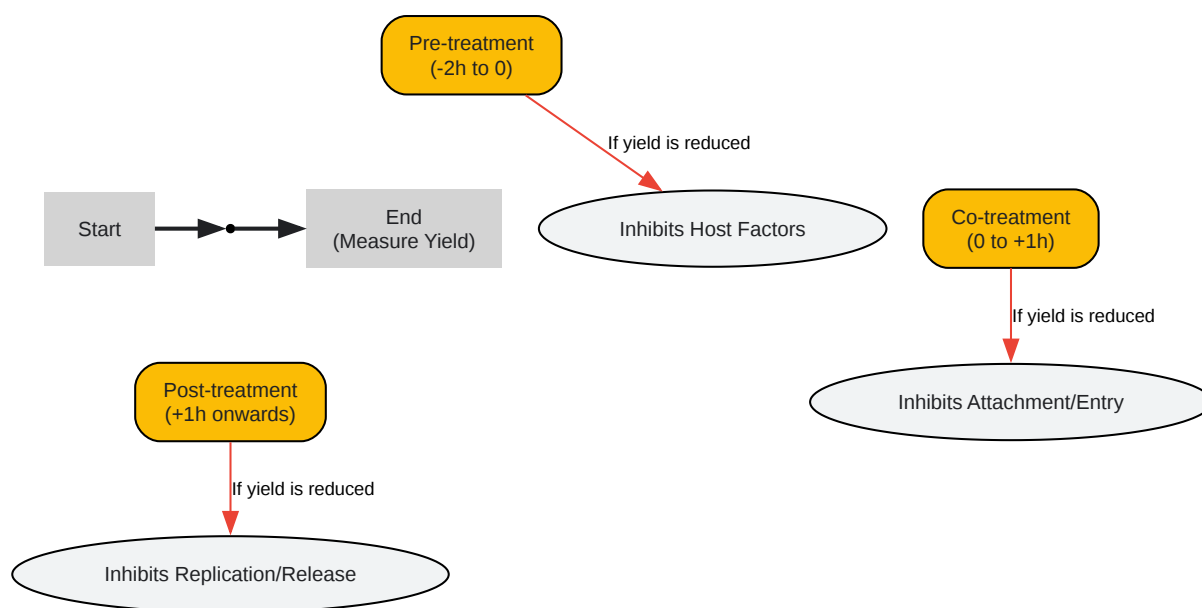 Pre-treatment
(-2h to 0)
If yield is reduced
Start
End
(Measure Yield)
Inhibits Host Factors
Co-treatment
(0 to +1h)
If yield is reduced
Post-treatment
(+1h onwards)
Inhibits Attachment/Entry
If yield is reduced
Inhibits Replication/Release